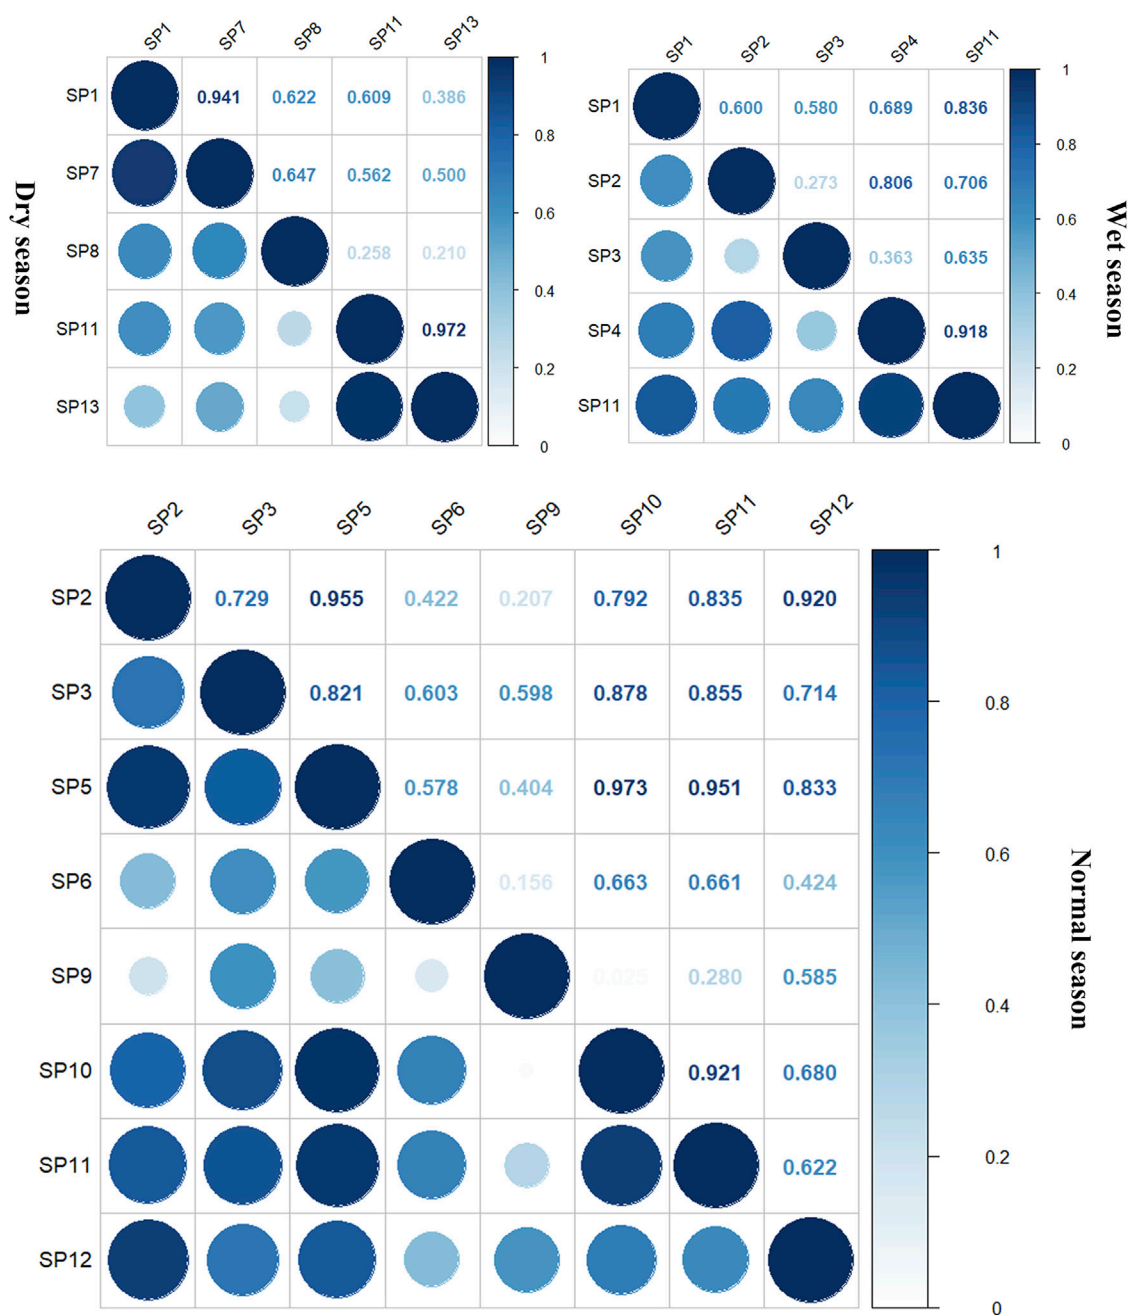 Dry season
SP1 SP7 SP8 SP11 SP13
SP1 0.941 0.622 0.609 0.386
SP7 0.647 0.562 0.500
SP8 0.258 0.210
SP11 0.972
SP13
1
0.8
0.6
0.4
0.2
0
SP1 SP2 SP3 SP4 SP11
SP1 0.600 0.580 0.689 0.836
SP2 0.273 0.806 0.706
SP3 0.363 0.635
SP4 0.918
SP11
1
0.8
0.6
0.4
0.2
0
Wet season
SP2 SP3 SP5 SP6 SP9 SP10 SP11 SP12
SP2 0.729 0.955 0.422 0.207 0.792 0.835 0.920
SP3 0.821 0.603 0.598 0.878 0.855 0.714
SP5 0.578 0.404 0.973 0.951 0.833
SP6 0.156 0.663 0.661 0.424
SP9 0.025 0.280 0.585
SP10 0.921 0.680
SP11 0.622
SP12
1
0.8
0.6
0.4
0.2
0
Normal season